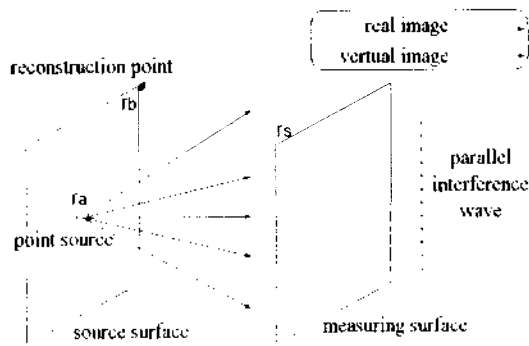 real image
vertual image
reconstruction point
rb
rs
ra
parallel
interference
wave
point source
source surface
measuring surface